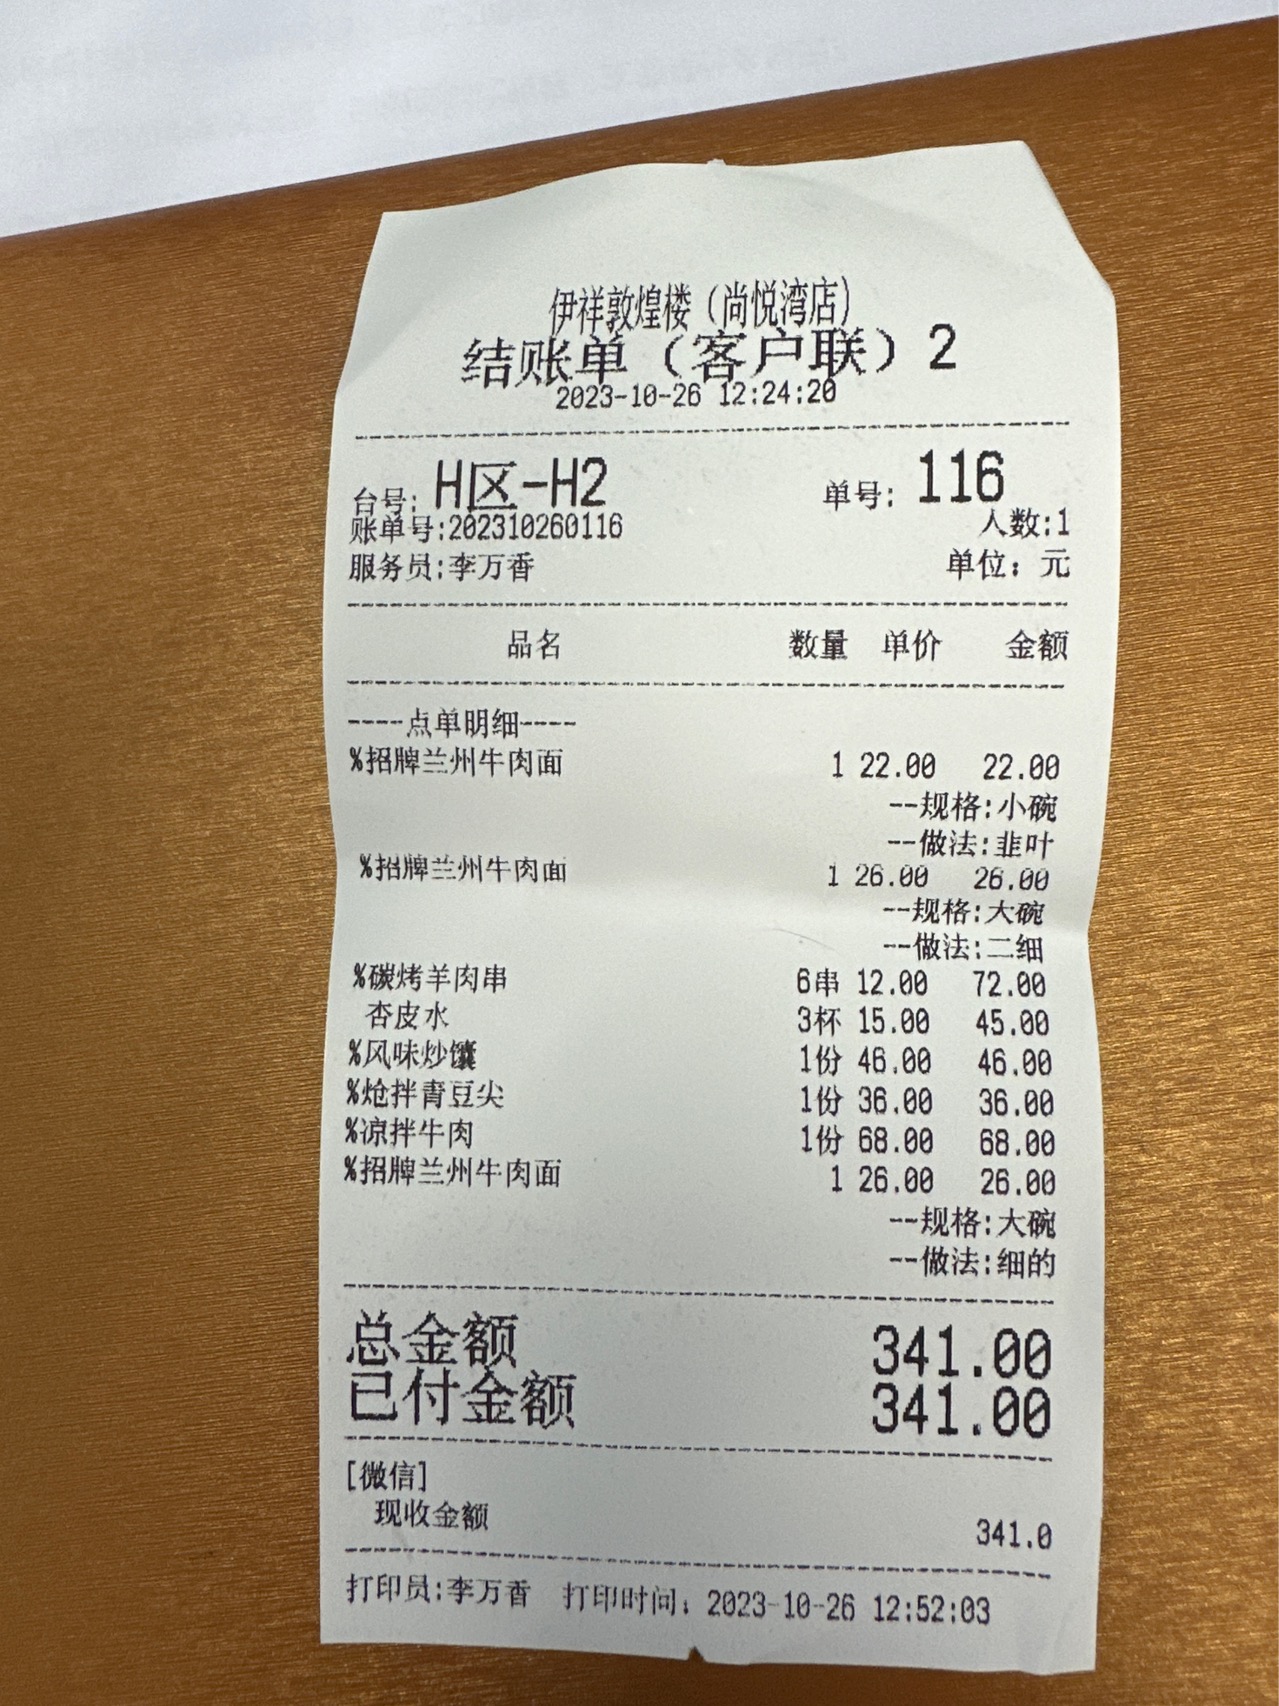 伊祥敦煌楼（尚悦湾店）
结账单（客户联）2
2023-10-26 12:24:20
台号: H区-H2 单号: 116
账单号:202310260116 人数:1
服务员:李万香 单位：元
品名 数量 单价 金额
----点单明细----
%招牌兰州牛肉面 1 22.00 22.00
--规格:小碗
--做法:韭叶
%招牌兰州牛肉面 1 26.00 26.00
--规格:大碗
--做法:二细
%碳烤羊肉串 6串 12.00 72.00
杏皮水 3杯 15.00 45.00
%风味炒馕 1份 46.00 46.00
%炝拌青豆尖 1份 36.00 36.00
%凉拌牛肉 1份 68.00 68.00
%招牌兰州牛肉面 1 26.00 26.00
--规格:大碗
--做法:细的
总金额 341.00
已付金额 341.00
[微信]
现收金额 341.0
打印员:李万香 打印时间：2023-10-26 12:52:03